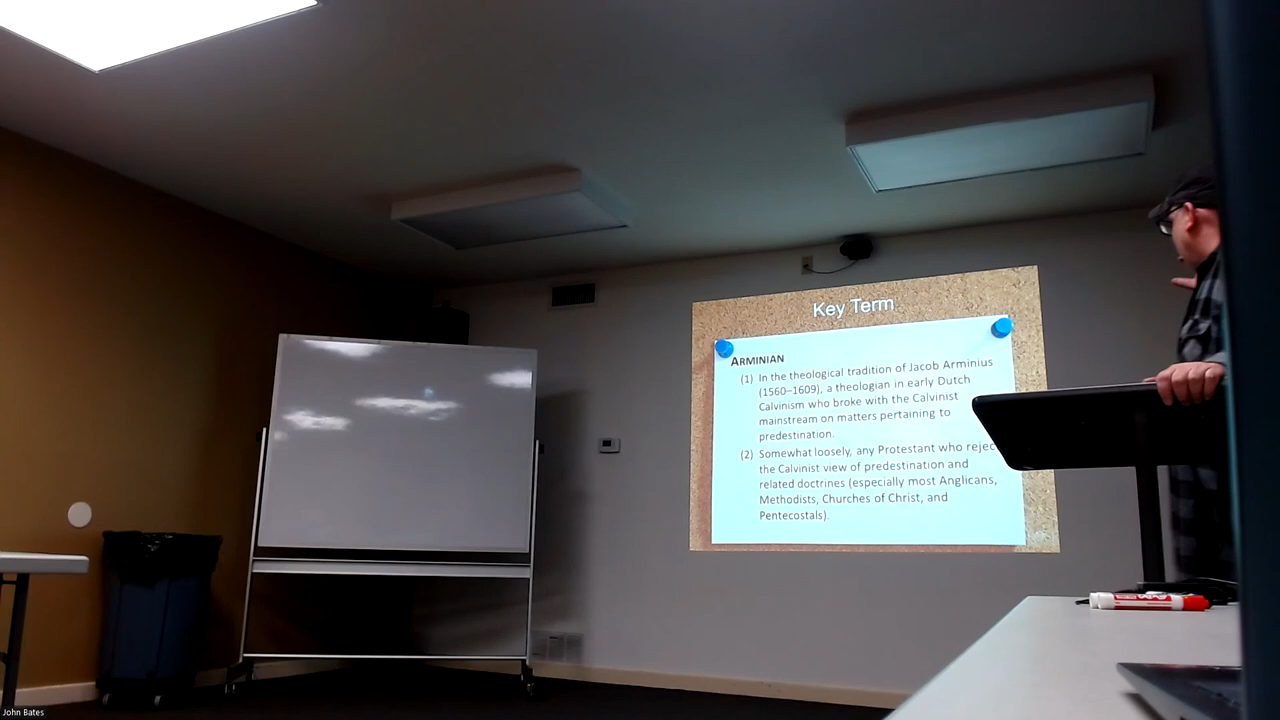 Key Term
ARMINIAN
(1) In the theological tradition of Jacob Arminius
(1560–1609), a theologian in early Dutch
Calvinism who broke with the Calvinist
mainstream on matters pertaining to
predestination.
(2) Somewhat loosely, any Protestant who rejec
the Calvinist view of predestination and
related doctrines (especially most Anglicans,
Methodists, Churches of Christ, and
Pentecostals).
John Bates